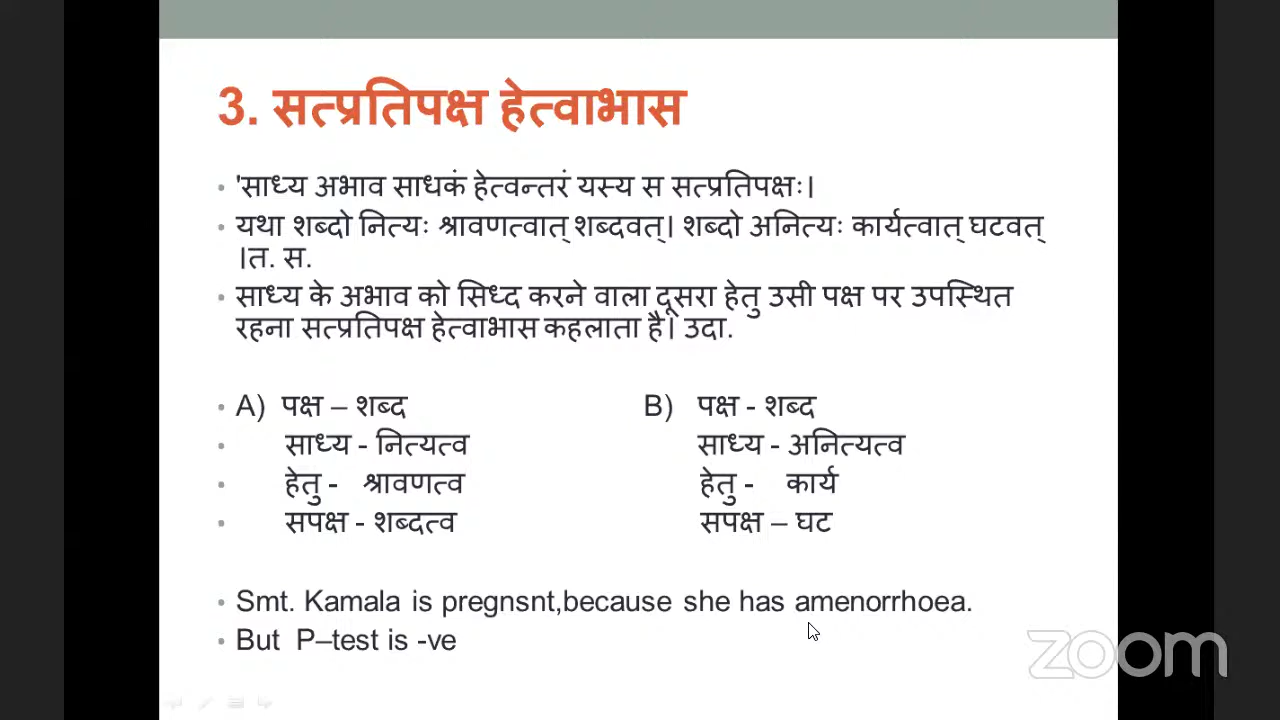 3. सत्प्रतिपक्ष हेत्वाभास
'साध्य अभाव साधकं हेत्वन्तरं यस्य स सत्प्रतिपक्षः।
यथा शब्दो नित्यः श्रावणत्वात् शब्दवत्। शब्दो अनित्यः कार्यत्वात् घटवत्
।त. स.
साध्य के अभाव को सिध्द करने वाला दूसरा हेतु उसी पक्ष पर उपस्थित
रहना सत्प्रतिपक्ष हेत्वाभास कहलाता है। उदा.
A) पक्ष – शब्द B) पक्ष - शब्द
साध्य - नित्यत्व साध्य - अनित्यत्व
हेतु - श्रावणत्व हेतु - कार्य
सपक्ष - शब्दत्व सपक्ष – घट
Smt. Kamala is pregnsnt,because she has amenorrhoea.
But P–test is -ve
zoom